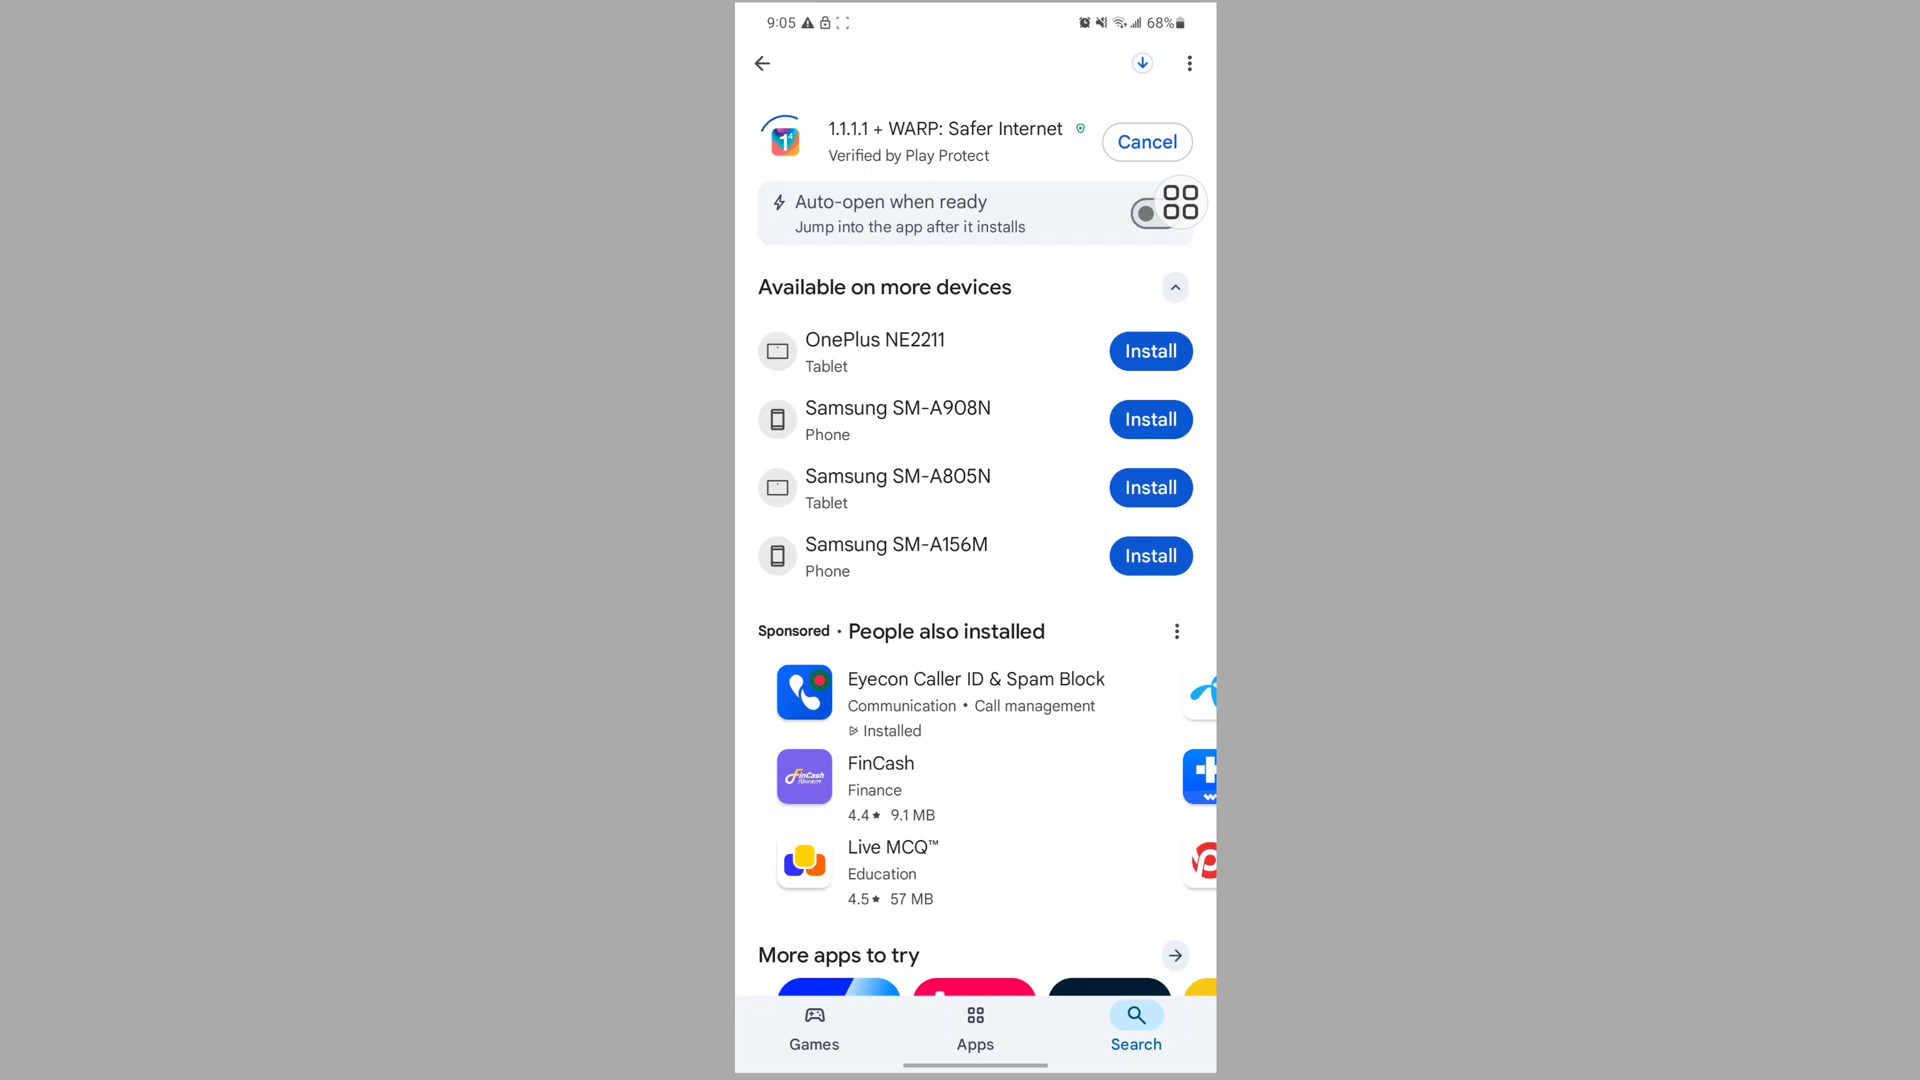 9:05
68%
1.1.1.1 + WARP: Safer Internet
Cancel
Verified by Play Protect
Auto-open when ready
Jump into the app after it installs
Available on more devices
OnePlus NE2211
Tablet
Install
Samsung SM-A908N
Phone
Install
Samsung SM-A805N
Tablet
Install
Samsung SM-A156M
Phone
Install
Sponsored • People also installed
Eyecon Caller ID & Spam Block
Communication • Call management
Installed
FinCash
Finance
4.4★ 9.1 MB
Live MCQ™
Education
4.5★ 57 MB
More apps to try
Games
Apps
Search